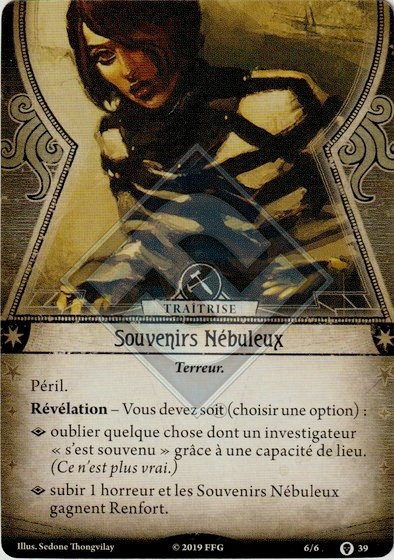 TRAÎTRISE
Souvenirs Nébuleux
Terreur.
Péril.
Révélation – Vous devez soit (choisir une option) :
oublier quelque chose dont un investigateur
« s'est souvenu » grâce à une capacité de lieu.
(Ce n'est plus vrai.)
subir 1 horreur et les Souvenirs Nébuleux
gagnent Renfort.
Illus. Sedone Thongvilay © 2019 FFG 6/6 39